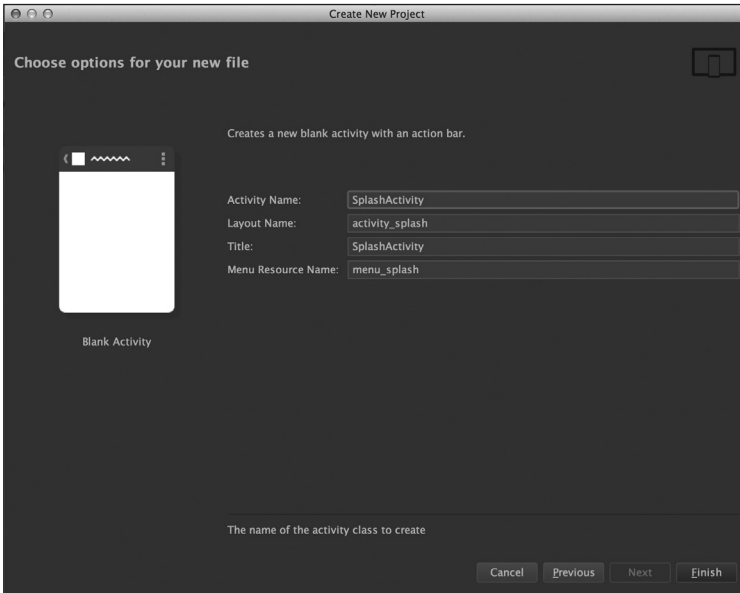 Create New Project
Choose options for your new file
Creates a new blank activity with an action bar.
Activity Name: SplashActivity
Layout Name: activity_splash
Title: SplashActivity
Menu Resource Name: menu_splash
Blank Activity
The name of the activity class to create
Cancel Previous Next Finish